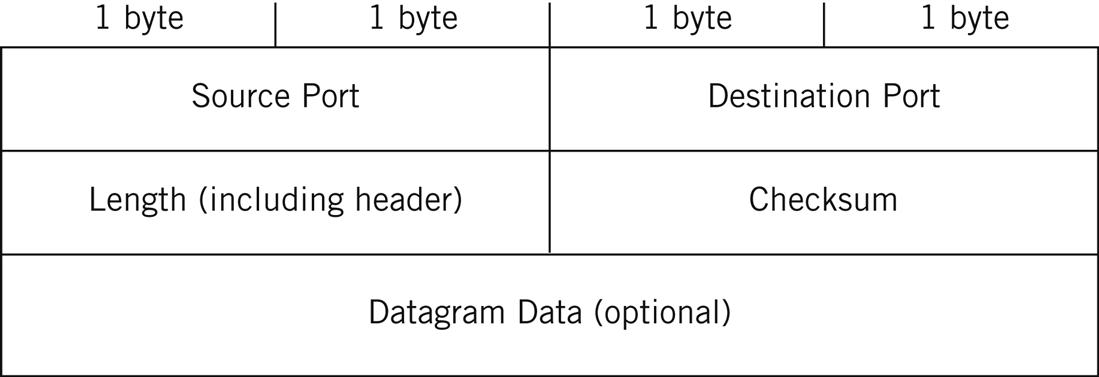 1 byte 1 byte 1 byte 1 byte
Source Port Destination Port
Length (including header) Checksum
Datagram Data (optional)